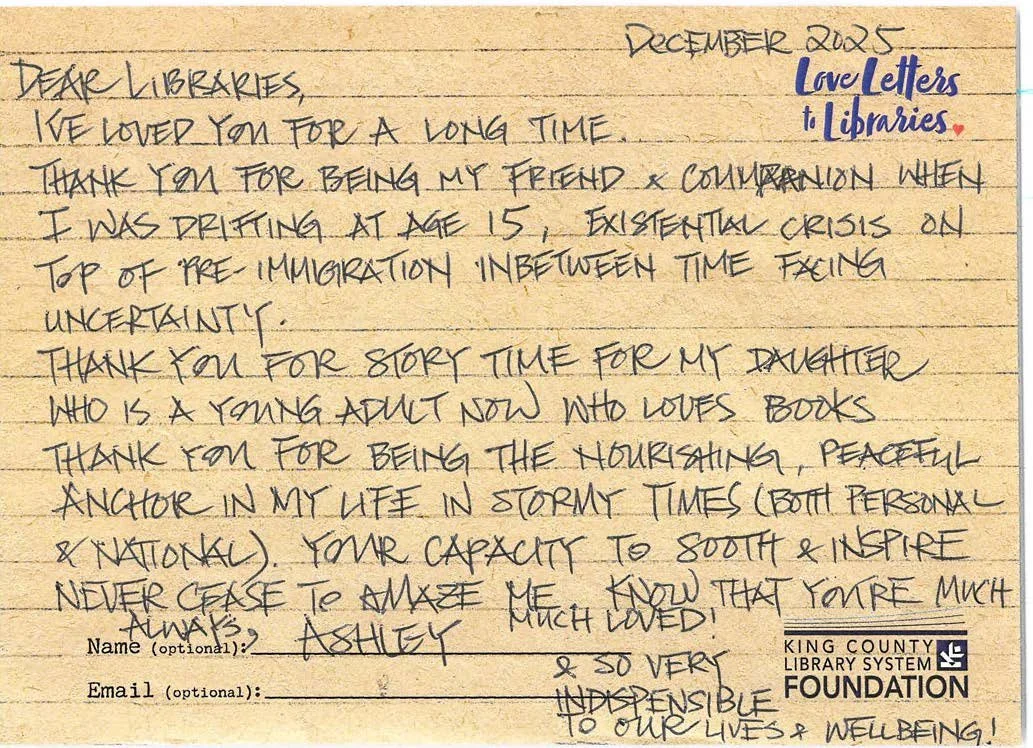 DECEMBER 2025
Love Letters
to Libraries
DEAR LIBRARIES,
I'VE LOVED YOU FOR A LONG TIME.
THANK YOU FOR BEING MY FRIEND & COMPANION WHEN
I WAS DRIFTING AT AGE 15, EXISTENTIAL CRISIS ON
TOP OF PRE-IMMIGRATION INBETWEEN TIME FACING
UNCERTAINTY.
THANK YOU FOR STORY TIME FOR MY DAUGHTER
WHO IS A YOUNG ADULT NOW WHO LOVES BOOKS
THANK YOU FOR BEING THE NOURISHING, PEACEFUL
ANCHOR IN MY LIFE IN STORMY TIMES (BOTH PERSONAL
& NATIONAL). YOUR CAPACITY TO SOOTH & INSPIRE
NEVER CEASE TO AMAZE ME. KNOW THAT YOU'RE MUCH
MUCH LOVED!
ALWAYS,
Name (optional): ASHLEY
& SO VERY
INDISPENSIBLE
TO OUR LIVES & WELLBEING!
Email (optional):
KING COUNTY
LIBRARY SYSTEM
FOUNDATION